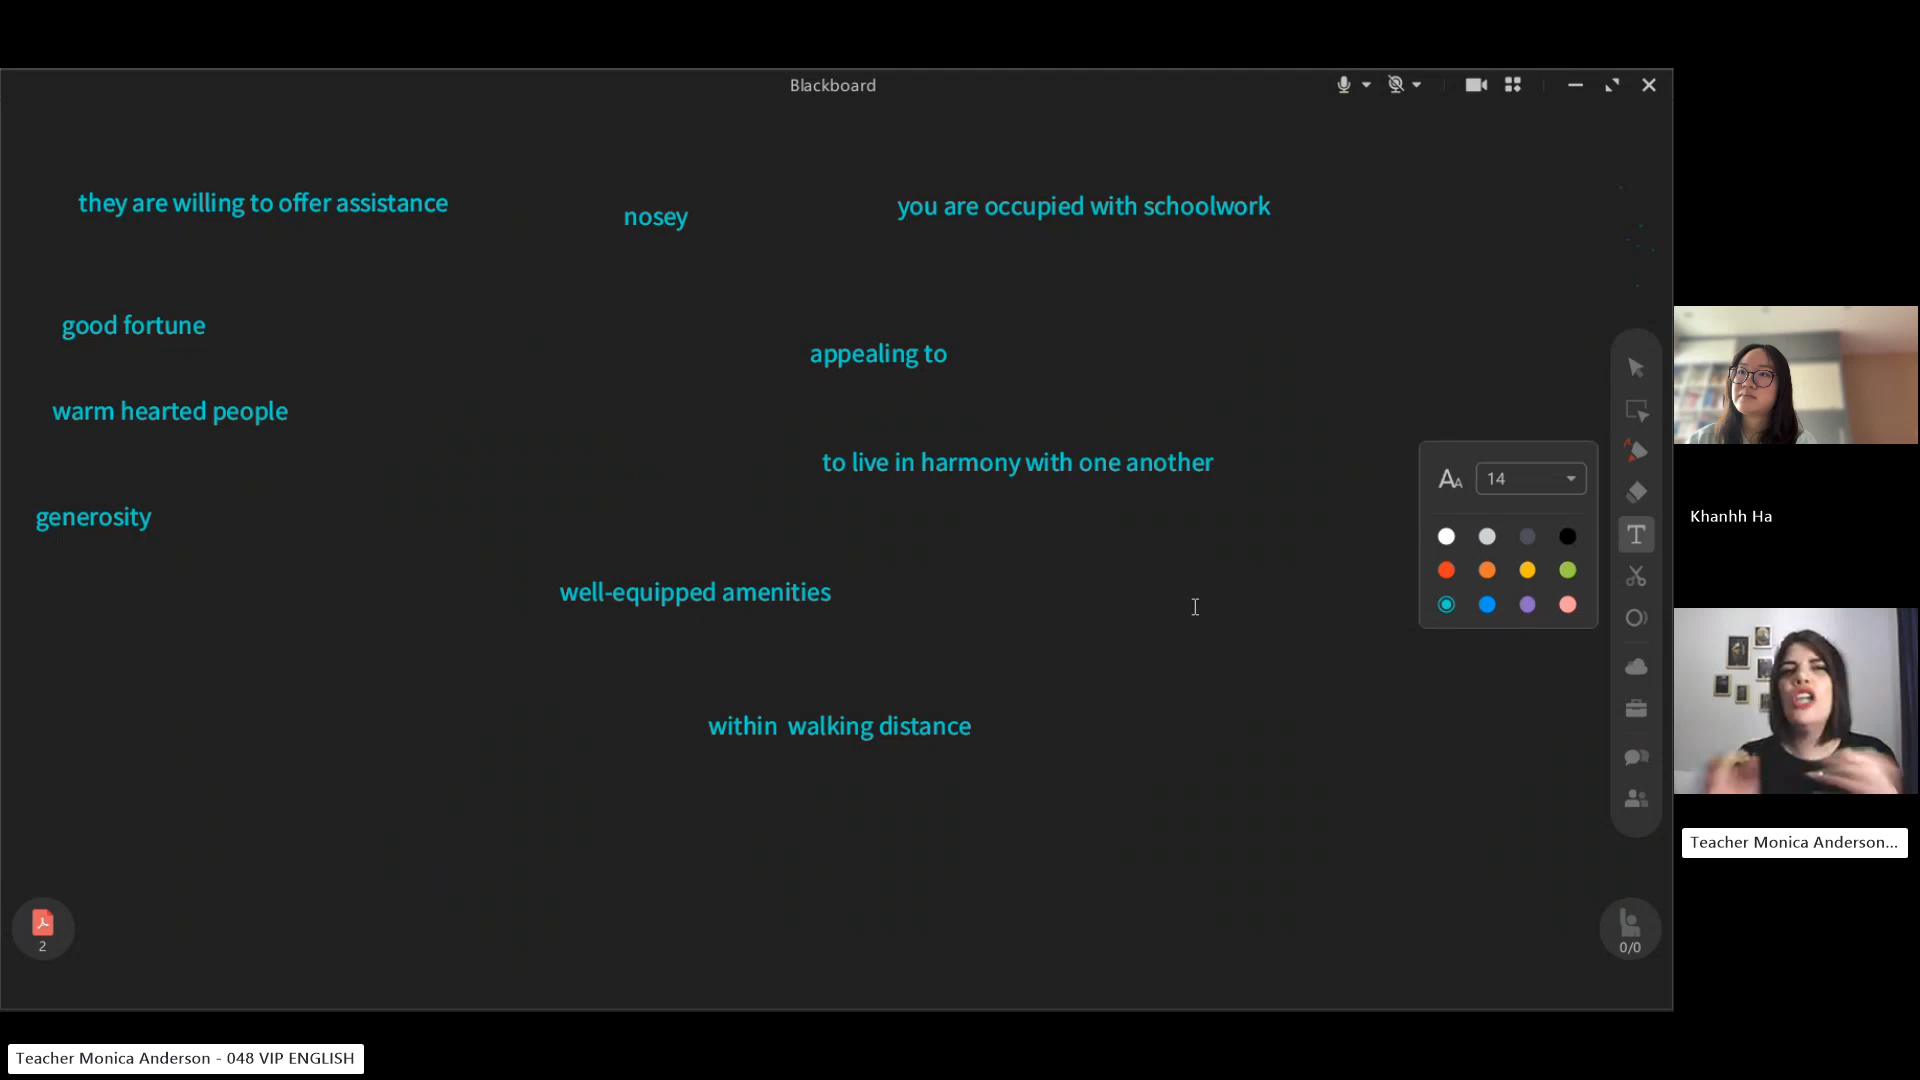 Blackboard
they are willing to offer assistance
nosey
you are occupied with schoolwork
good fortune
appealing to
warm hearted people
to live in harmony with one another
14
generosity
Khanhh Ha
well-equipped amenities
within walking distance
Teacher Monica Anderson...
2
0/0
Teacher Monica Anderson - 048 VIP ENGLISH